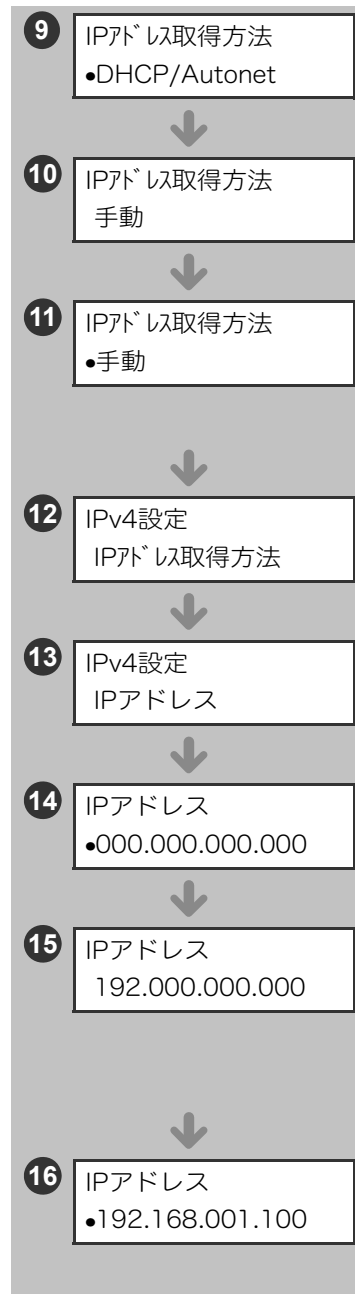 9
IPｱﾄﾞﾚｽ取得方法
•DHCP/Autonet
10
IPｱﾄﾞﾚｽ取得方法
手動
11
IPｱﾄﾞﾚｽ取得方法
•手動
12
IPv4設定
IPｱﾄﾞﾚｽ取得方法
13
IPv4設定
IPアドレス
14
IPアドレス
•000.000.000.000
15
IPアドレス
192.000.000.000
16
IPアドレス
•192.168.001.100